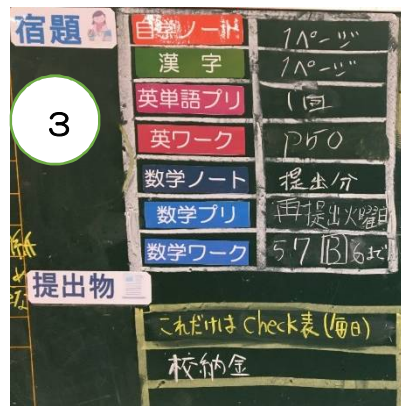 宿題
自学ノート 1ページ
漢字 1ページ
3
英単語プリ 1回
英ワーク P50
数学ノート 提出分
数学プリ 再提出火曜日
数学ワーク 57 B 6まで
提出物
これだけは check表(毎日)
校納金